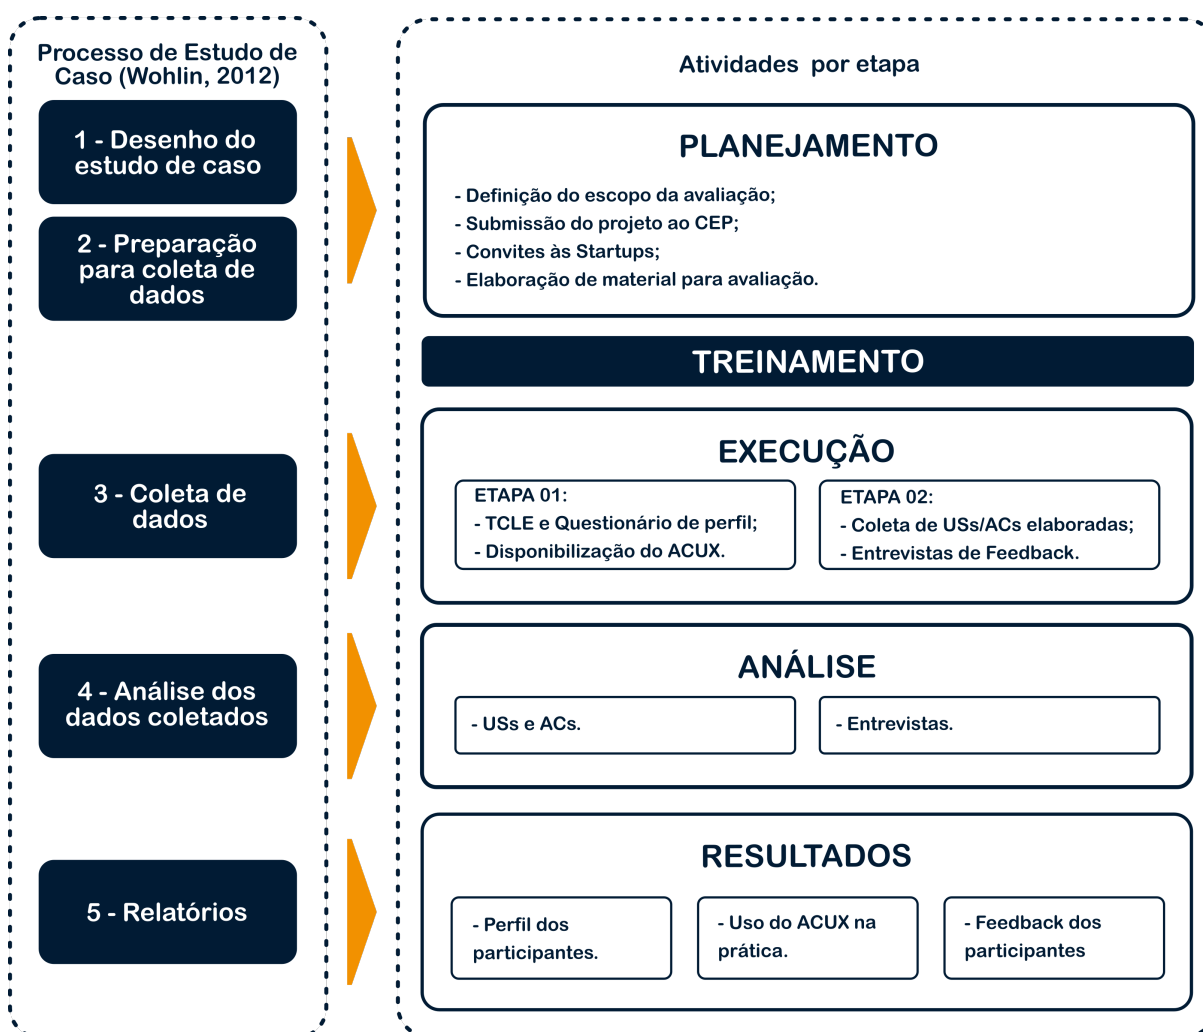 Processo de Estudo de
Caso (Wohlin, 2012)
1 - Desenho do
estudo de caso
2 - Preparação
para coleta de
dados
3 - Coleta de
dados
4 - Análise dos
dados coletados
5 - Relatórios
Atividades por etapa
PLANEJAMENTO
- Definição do escopo da avaliação;
- Submissão do projeto ao CEP;
- Convites às Startups;
- Elaboração de material para avaliação.
TREINAMENTO
EXECUÇÃO
ETAPA 01:
- TCLE e Questionário de perfil;
- Disponibilização do ACUX.
ETAPA 02:
- Coleta de USs/ACs elaboradas;
- Entrevistas de Feedback.
ANÁLISE
- USs e ACs.
- Entrevistas.
RESULTADOS
- Perfil dos
participantes.
- Uso do ACUX na
prática.
- Feedback dos
participantes